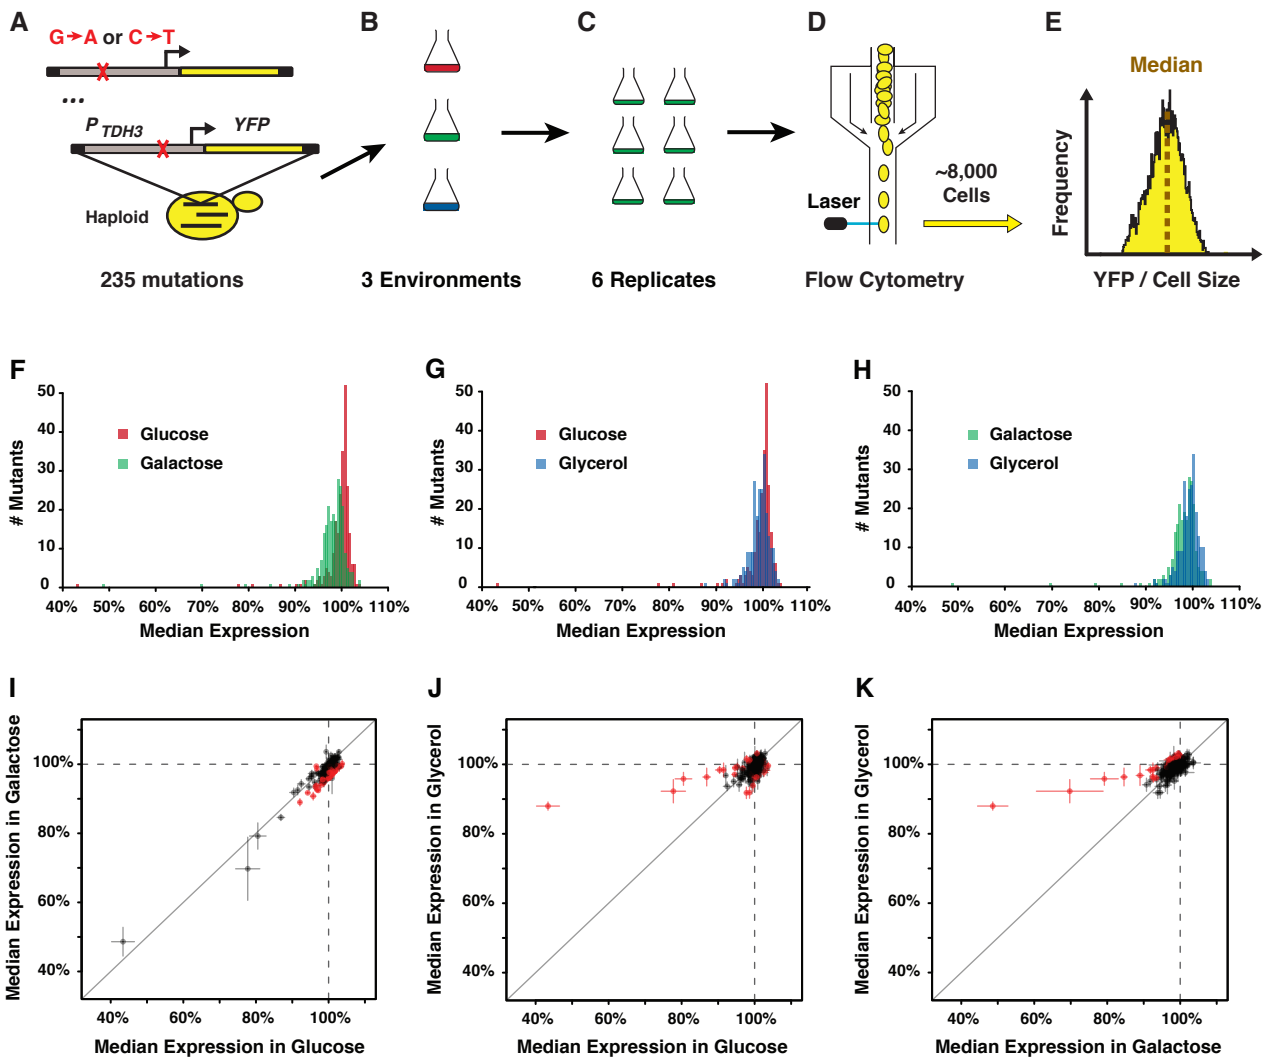 A
B
C
D
E
G→A or C→T
...
P TDH3
YFP
Haploid
235 mutations
3 Environments
6 Replicates
Laser
~8,000
Cells
Flow Cytometry
Median
Frequency
YFP / Cell Size
F
# Mutants
50
40
30
20
10
0
Glucose
Galactose
40% 50% 60% 70% 80% 90% 100% 110%
Median Expression
G
# Mutants
50
40
30
20
10
0
Glucose
Glycerol
40% 50% 60% 70% 80% 90% 100% 110%
Median Expression
H
# Mutants
50
40
30
20
10
0
Galactose
Glycerol
40% 50% 60% 70% 80% 90% 100% 110%
Median Expression
I
Median Expression in Galactose
100%
80%
60%
40%
40% 60% 80% 100%
Median Expression in Glucose
J
Median Expression in Glycerol
100%
80%
60%
40%
40% 60% 80% 100%
Median Expression in Glucose
K
Median Expression in Glycerol
100%
80%
60%
40%
40% 60% 80% 100%
Median Expression in Galactose